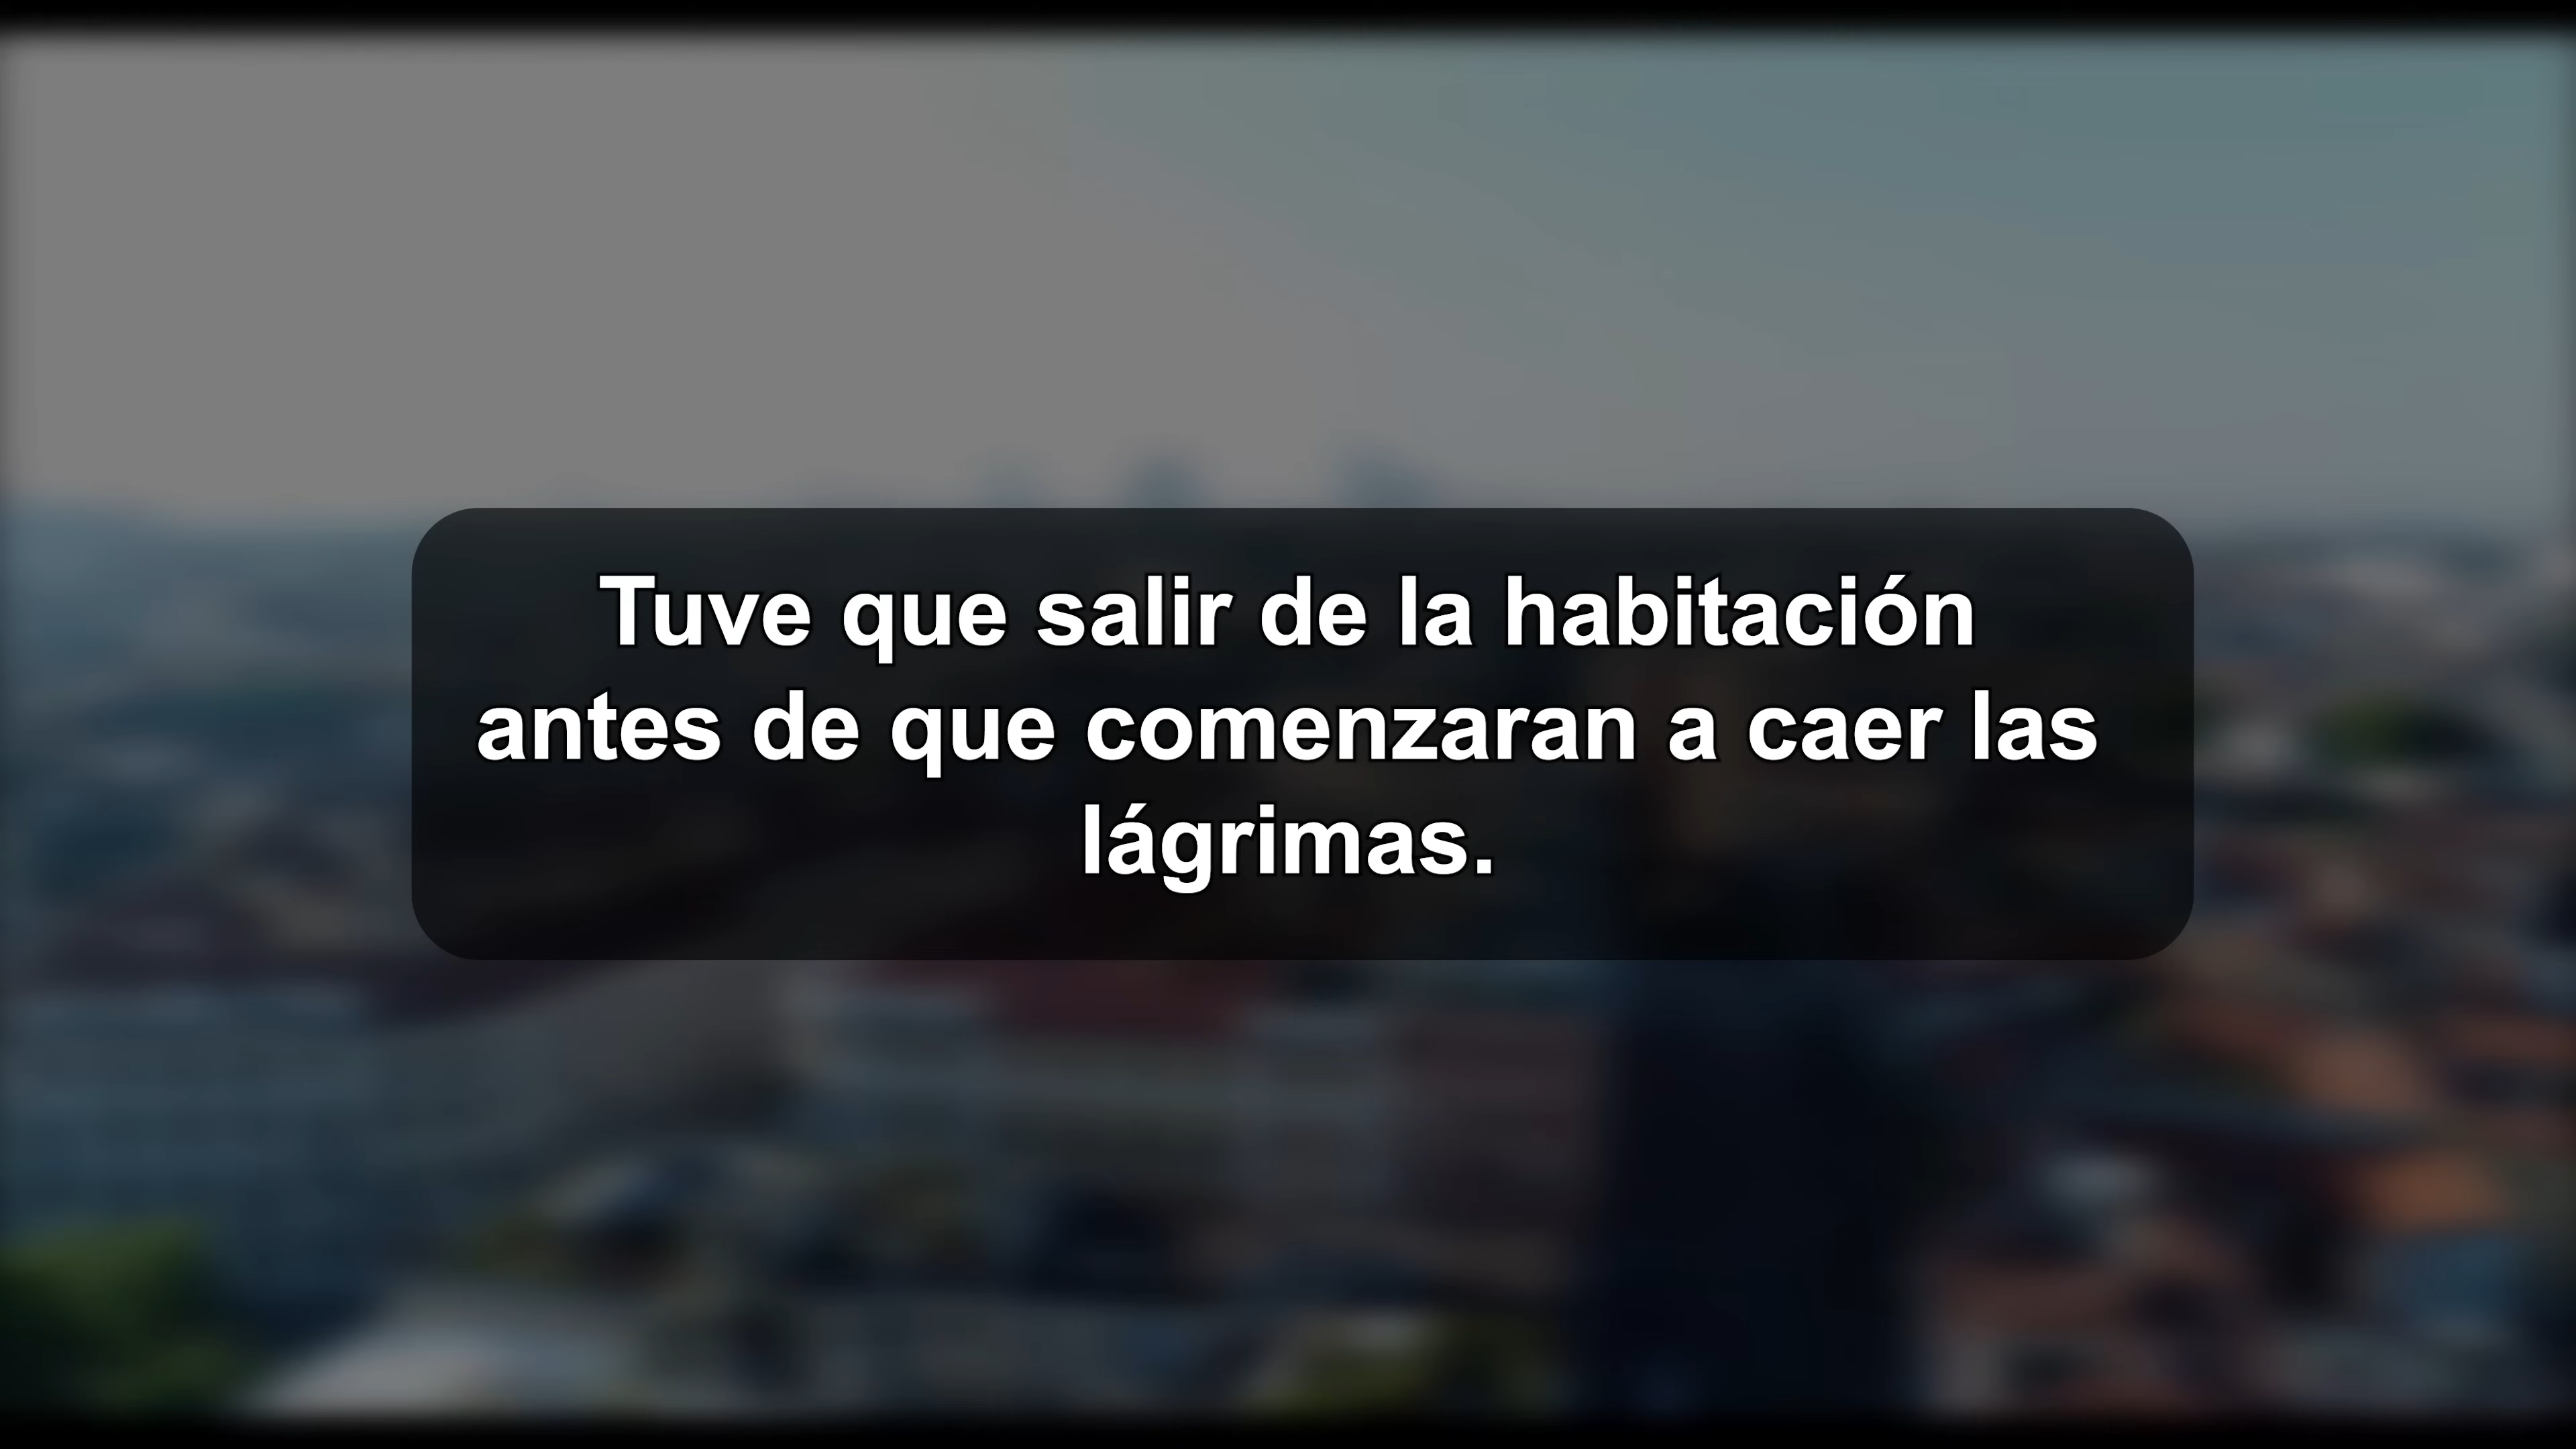 Tuve que salir de la habitación
antes de que comenzaran a caer las
lágrimas.